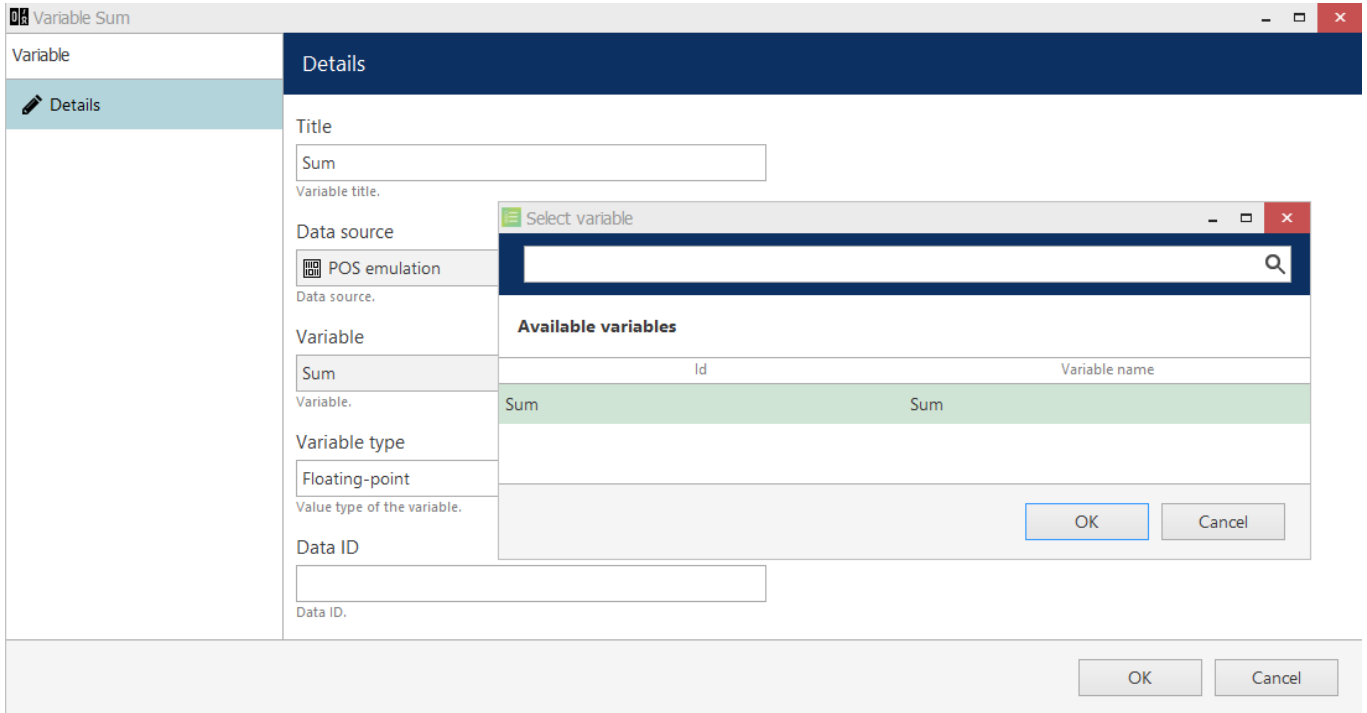 Variable Sum
Variable
Details
Details
Title
Sum
Variable title.
Data source
POS emulation
Data source.
Variable
Sum
Variable.
Variable type
Floating-point
Value type of the variable.
Data ID
Data ID.
Select variable
Available variables
Id Variable name
Sum Sum
OK Cancel
OK Cancel